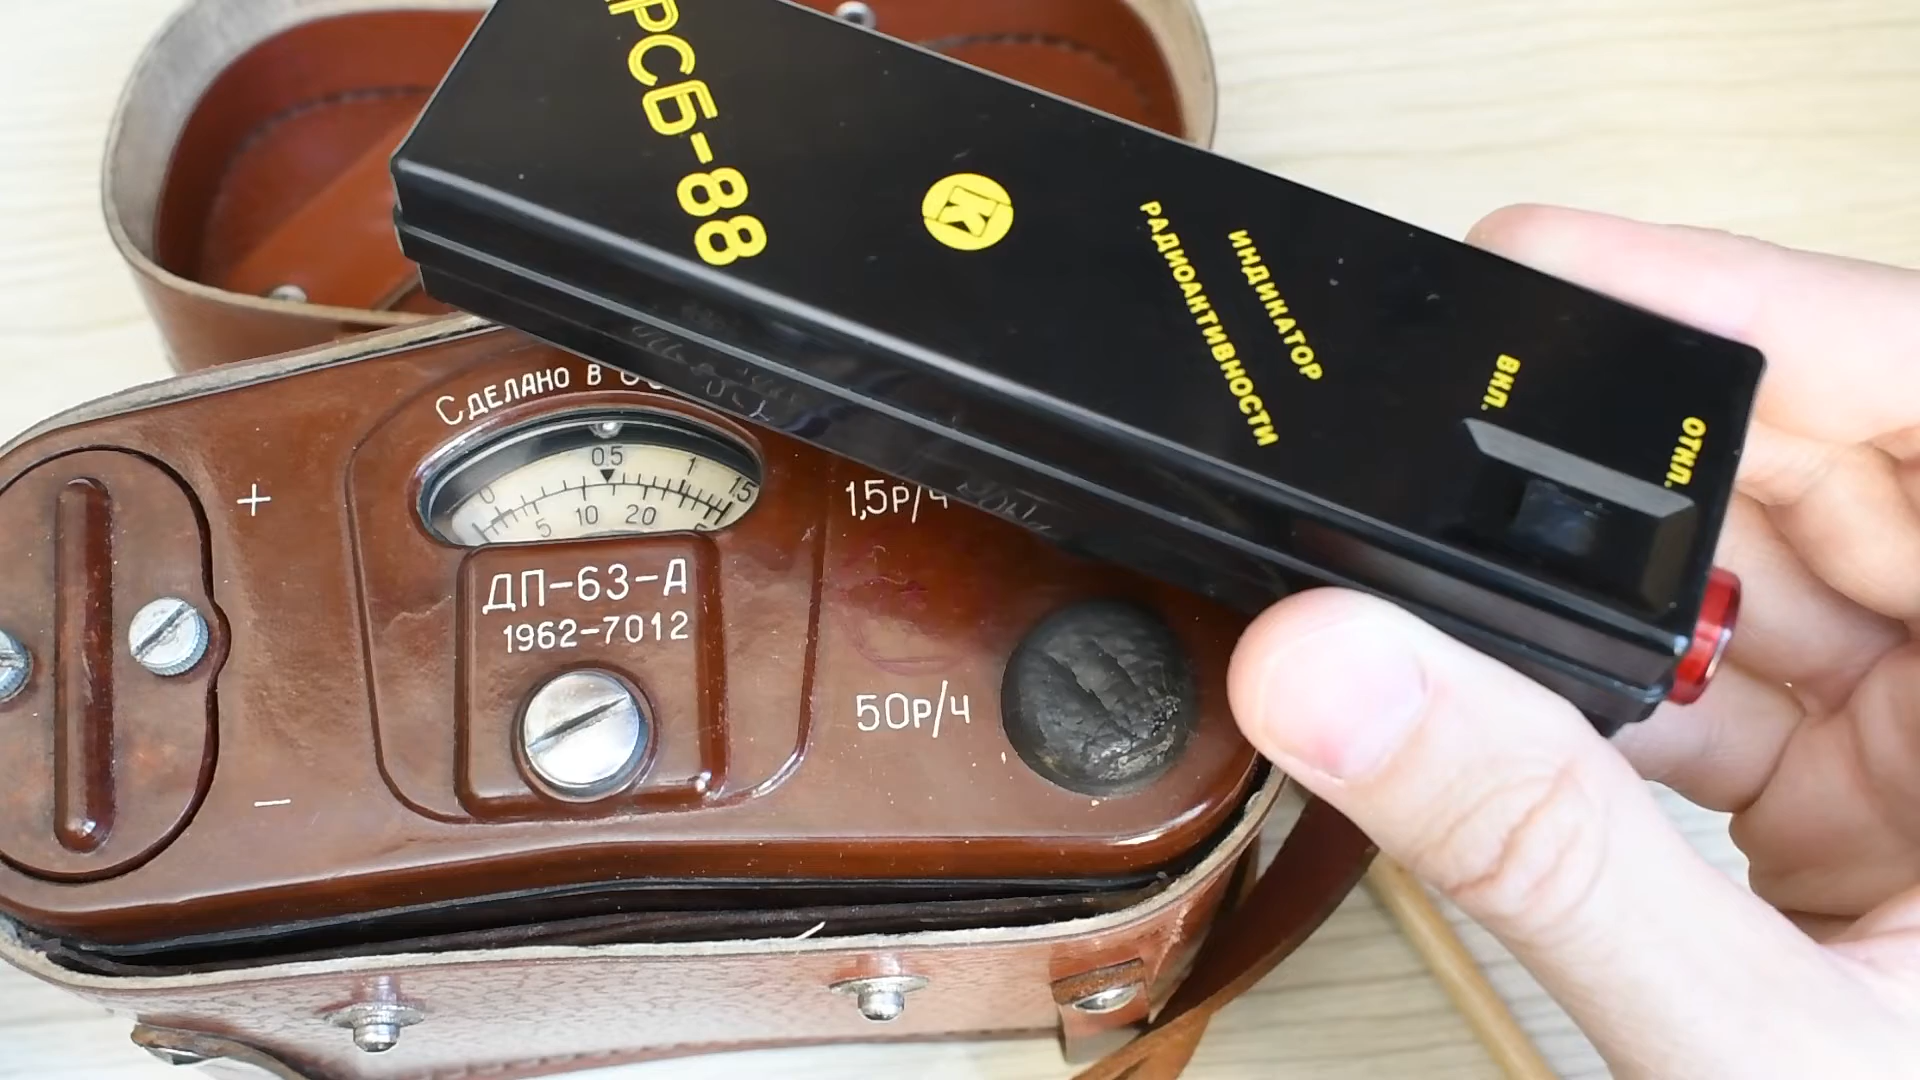 РСБ-88
К
ИНДИКАТОР
РАДИОАКТИВНОСТИ
ВКЛ.
ОТКЛ.
СДЕЛАНО В
0 0,5 1 1,5
5 10 20
+
ДП-63-А
1962-7012
1,5Р/Ч
50Р/Ч
−